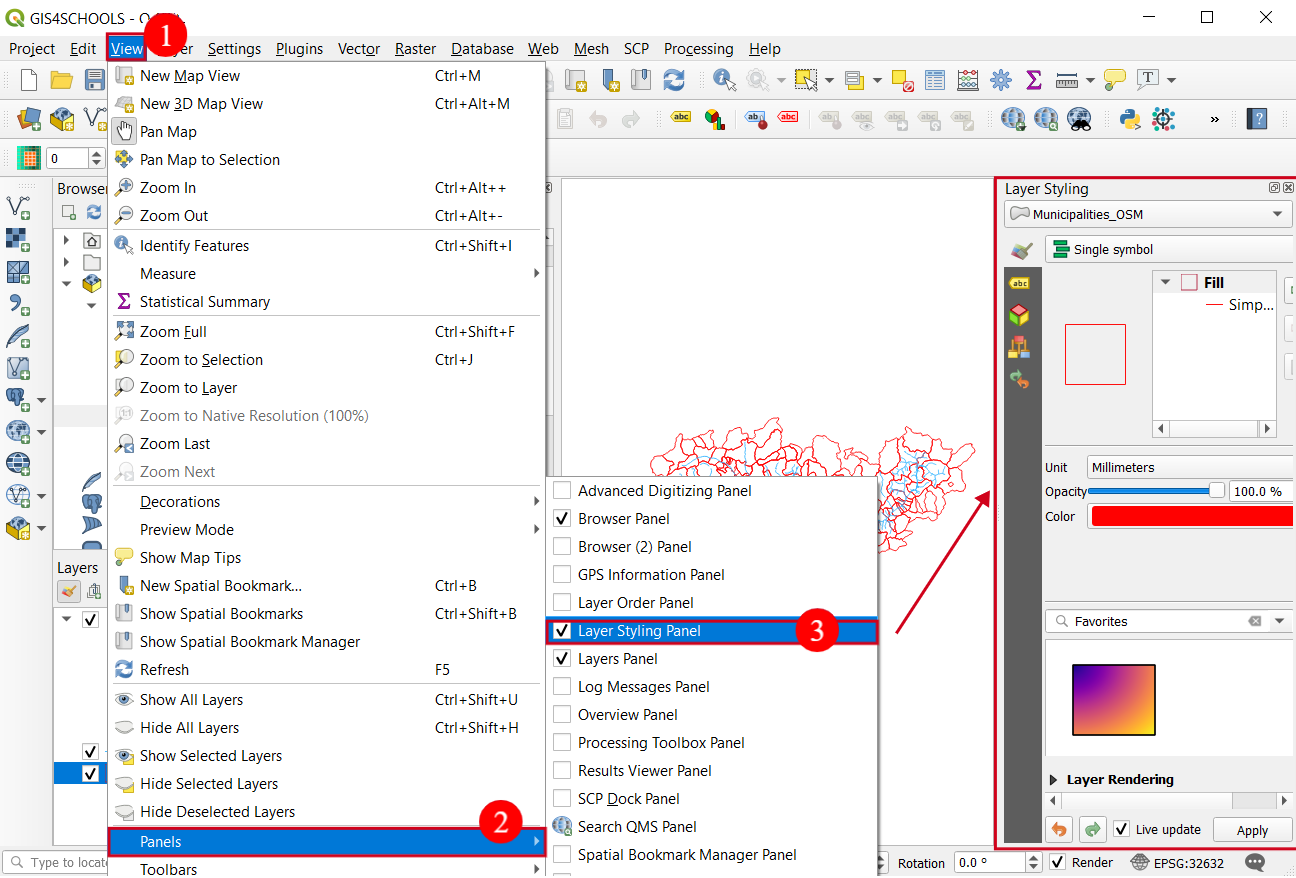 GIS4SCHOOLS - Q
1
Project Edit View Settings Plugins Vector Raster Database Web Mesh SCP Processing Help
New Map View Ctrl+M
New 3D Map View Ctrl+Alt+M
Pan Map
Pan Map to Selection
Zoom In Ctrl+Alt++
Zoom Out Ctrl+Alt+-
Identify Features Ctrl+Shift+I
Measure
Statistical Summary
Zoom Full Ctrl+Shift+F
Zoom to Selection Ctrl+J
Zoom to Layer
Zoom to Native Resolution (100%)
Zoom Last
Zoom Next
Decorations
Preview Mode
Show Map Tips
New Spatial Bookmark... Ctrl+B
Show Spatial Bookmarks Ctrl+Shift+B
Show Spatial Bookmark Manager
Refresh F5
Show All Layers Ctrl+Shift+U
Hide All Layers Ctrl+Shift+H
Show Selected Layers
Hide Selected Layers
Hide Deselected Layers
2
Panels
Toolbars
Advanced Digitizing Panel
Browser Panel
Browser (2) Panel
GPS Information Panel
Layer Order Panel
Layer Styling Panel 3
Layers Panel
Log Messages Panel
Overview Panel
Processing Toolbox Panel
Results Viewer Panel
SCP Dock Panel
Search QMS Panel
Spatial Bookmark Manager Panel
abc abc abc
0
Browser
Layers
Type to locat
Layer Styling
Municipalities_OSM
Single symbol
abc
Fill
Simp...
Unit Millimeters
Opacity 100.0 %
Color
Favorites
Layer Rendering
Live update Apply
Rotation 0.0 ° Render EPSG:32632